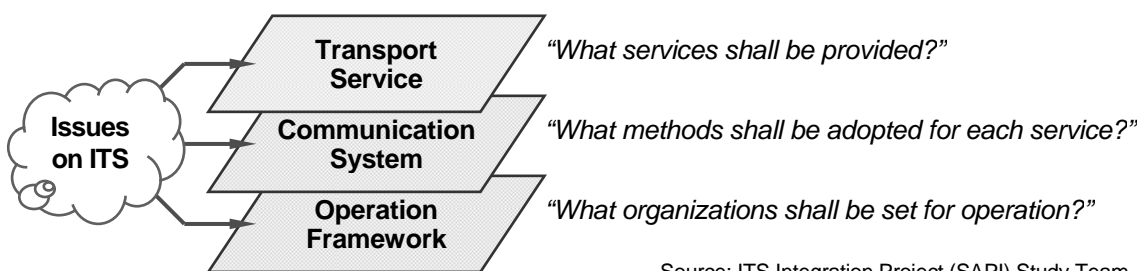 Transport
Service
"What services shall be provided?"
Issues
on ITS
Communication
System
"What methods shall be adopted for each service?"
Operation
Framework
"What organizations shall be set for operation?"
Source: ITS Integration Project (SAPI) Study Team